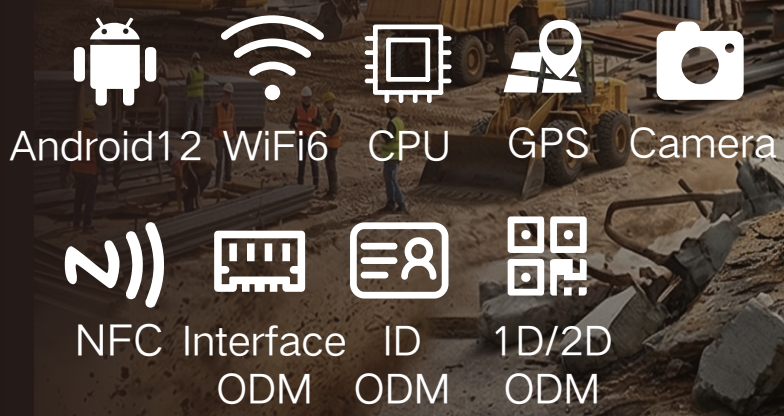 Android12 WiFi6 CPU GPS Camera
NFC Interface ID 1D/2D
ODM ODM ODM